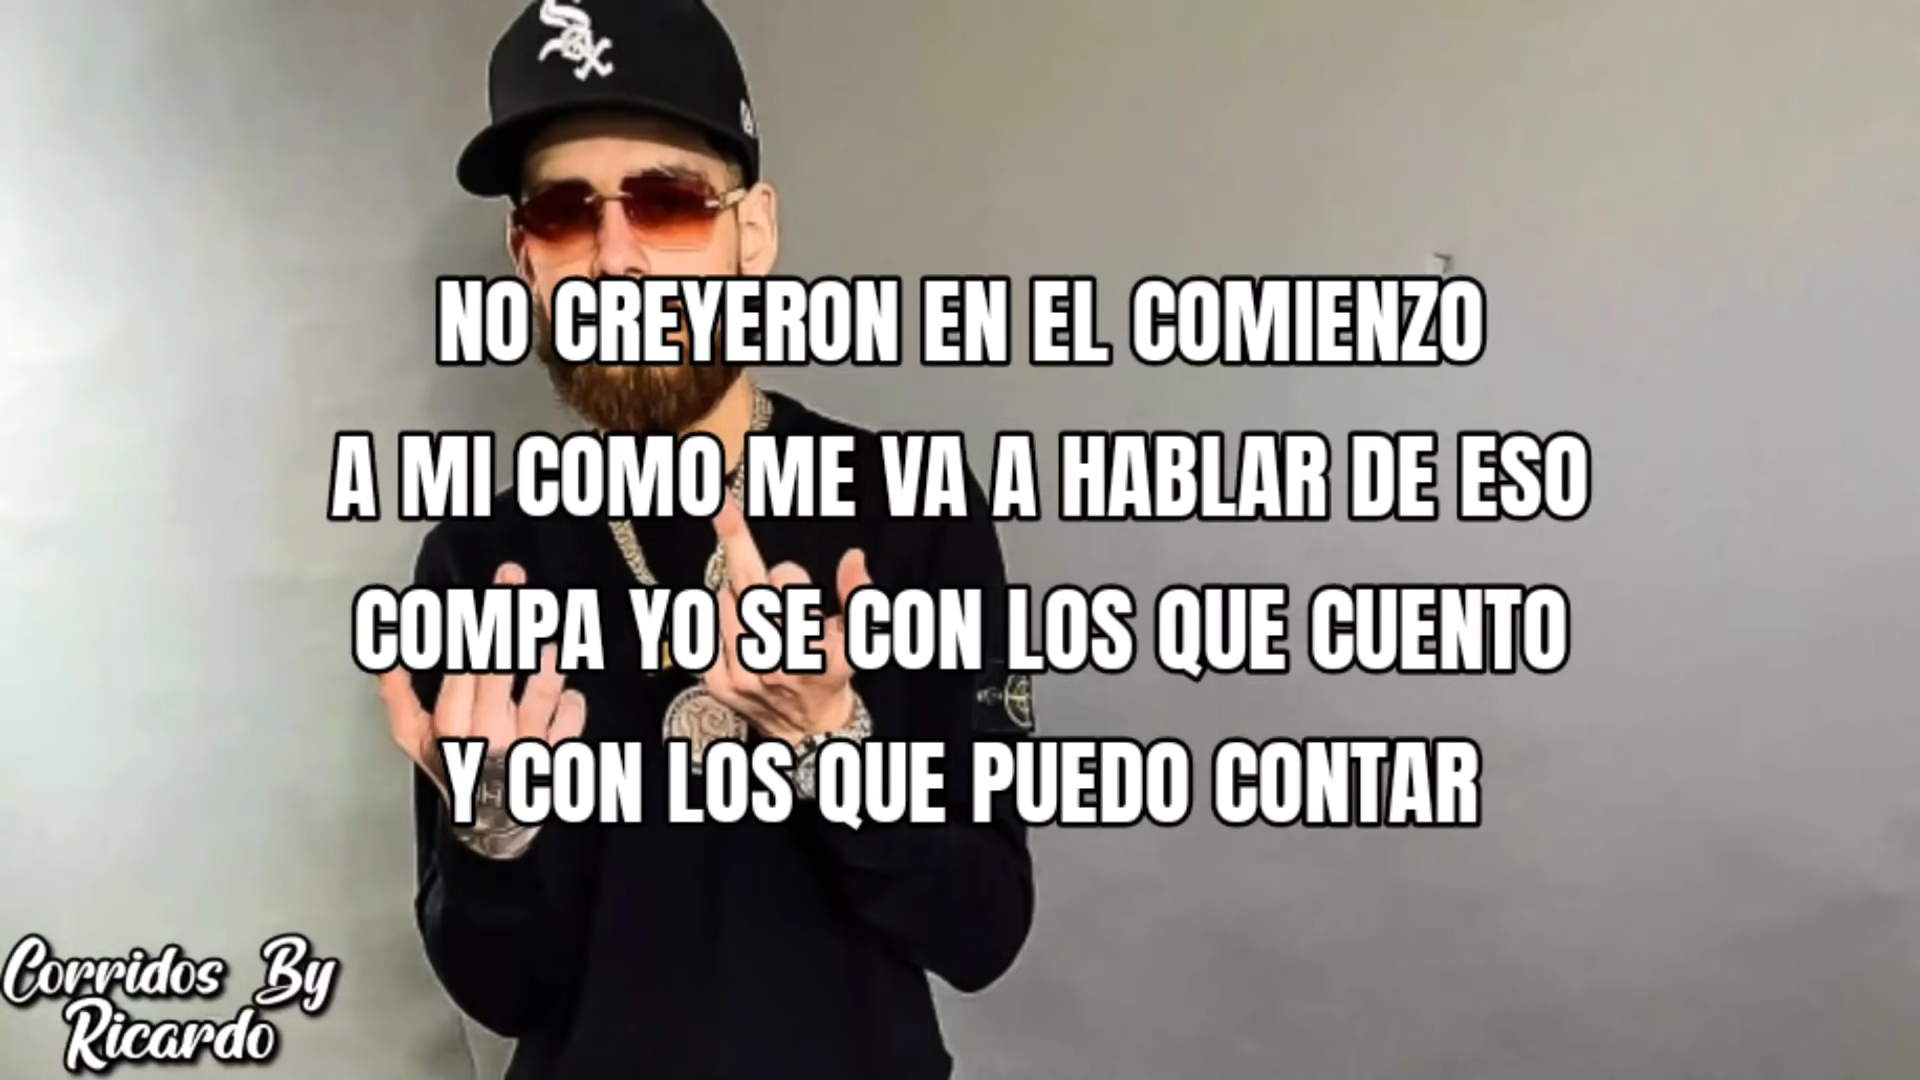 Sox
NO CREYERON EN EL COMIENZO
A MI COMO ME VA A HABLAR DE ESO
COMPA YO SE CON LOS QUE CUENTO
Y CON LOS QUE PUEDO CONTAR
Corridos By
Ricardo